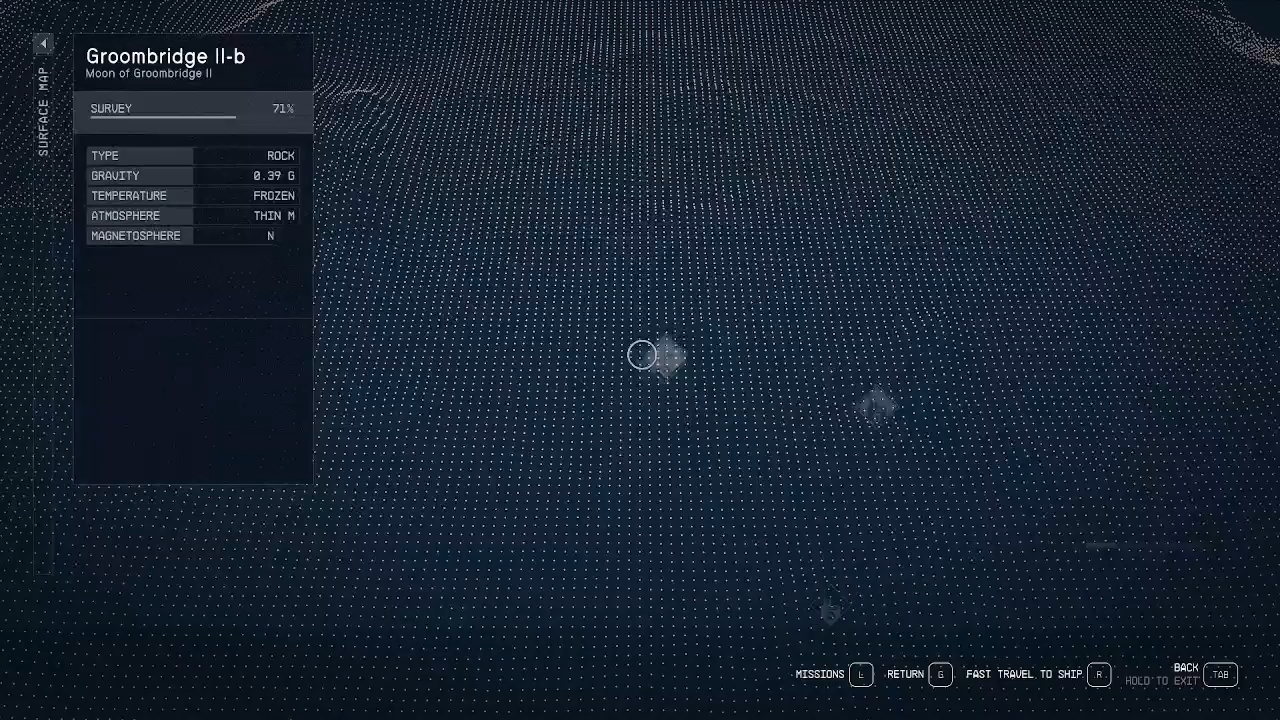 SURFACE MAP
Groombridge II-b
Moon of Groombridge II
SURVEY 71%
TYPE ROCK
GRAVITY 0.39 G
TEMPERATURE FROZEN
ATMOSPHERE THIN M
MAGNETOSPHERE N
MISSIONS L
RETURN G
FAST TRAVEL TO SHIP R
BACK TAB
HOLD TO EXIT